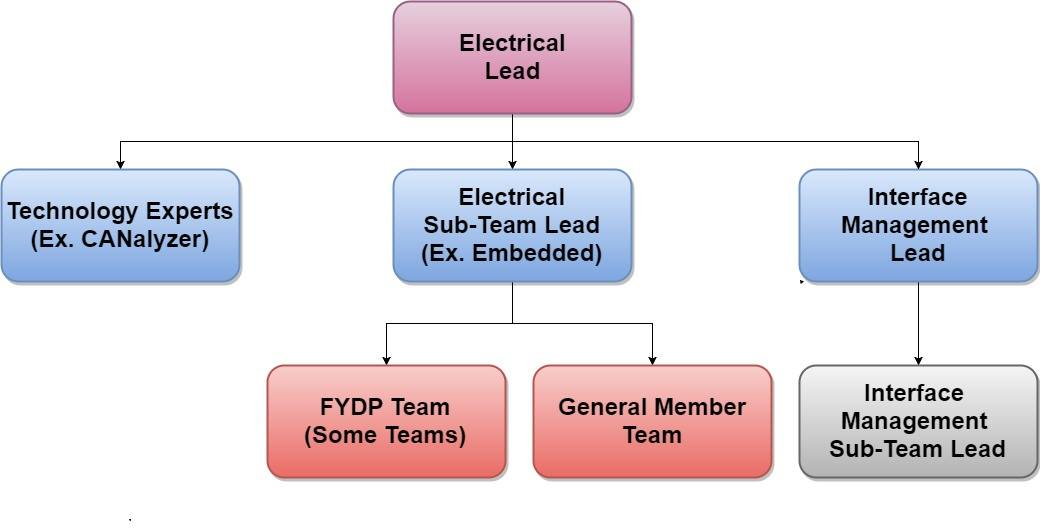 Electrical
Lead
Technology Experts
(Ex. CANalyzer)
Electrical
Sub-Team Lead
(Ex. Embedded)
Interface
Management
Lead
FYDP Team
(Some Teams)
General Member
Team
Interface
Management
Sub-Team Lead